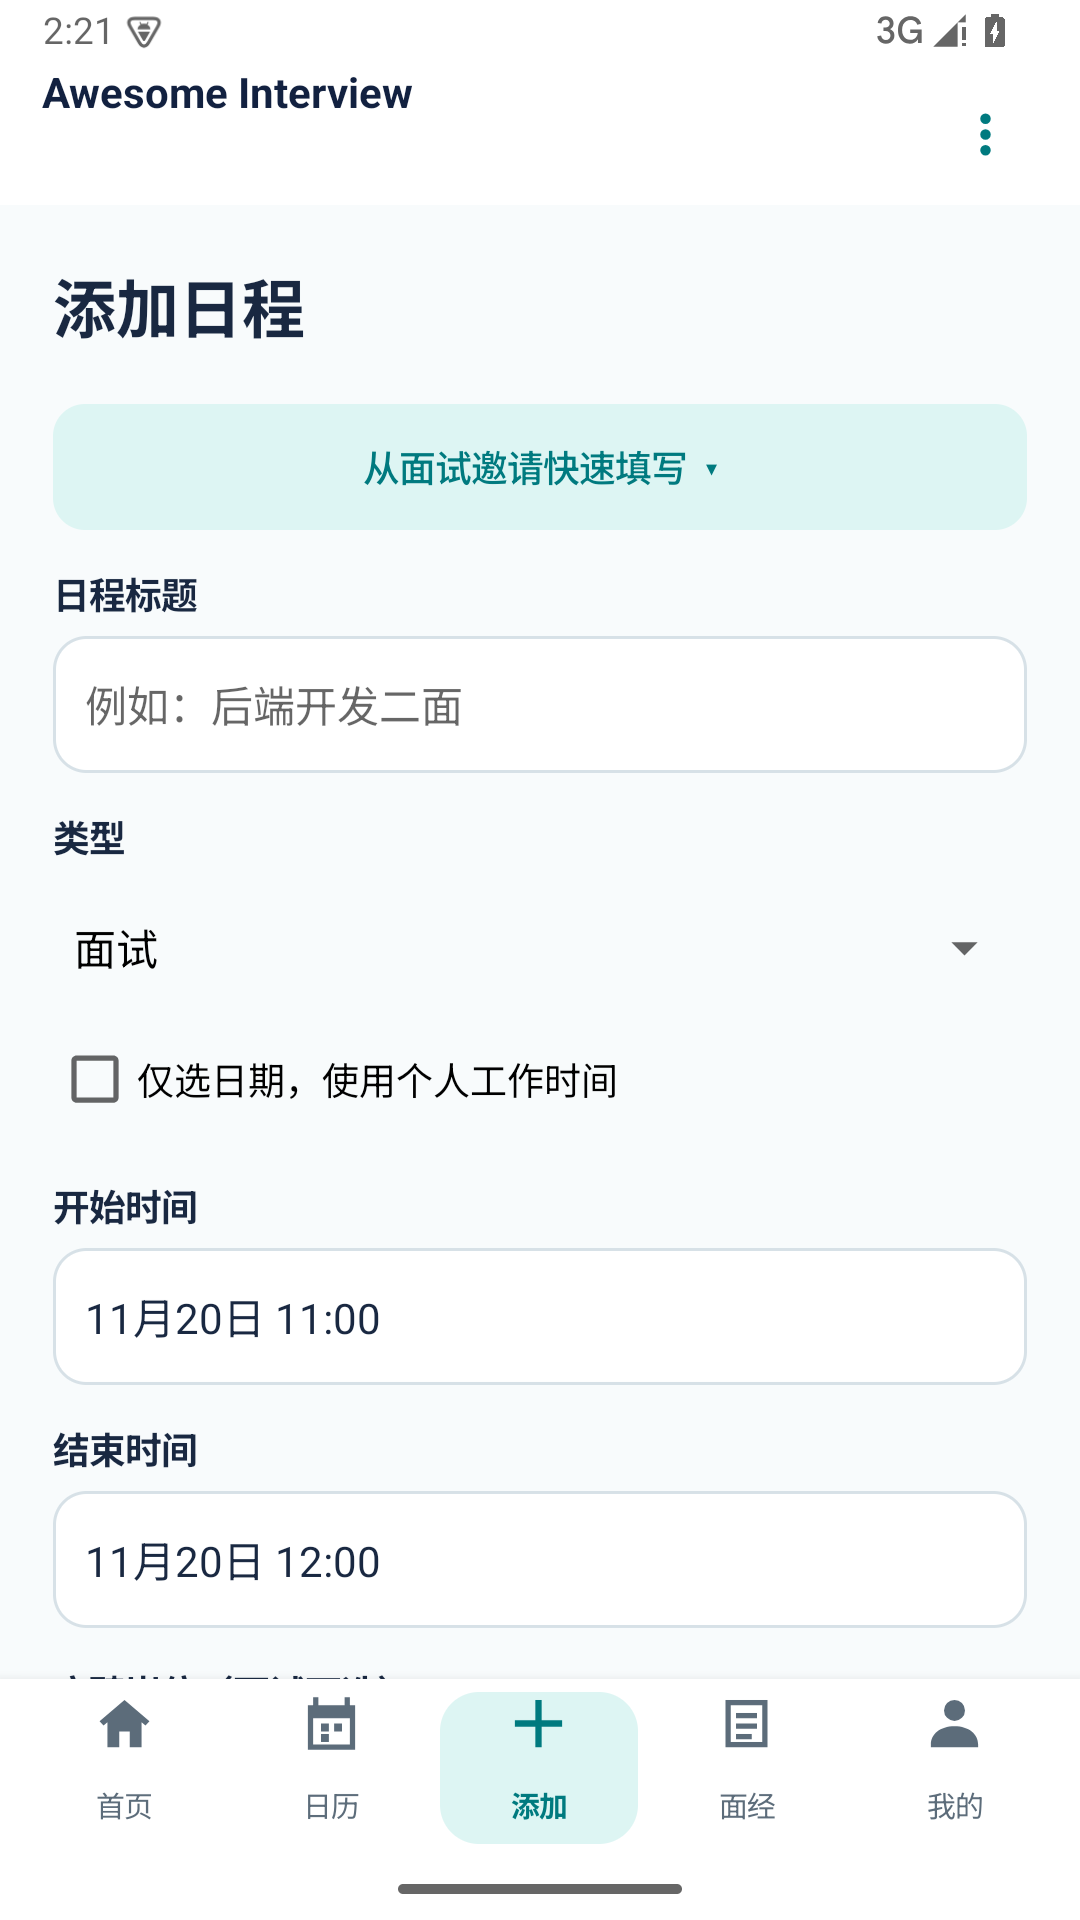 2:21
3G
Awesome Interview
添加日程
从面试邀请快速填写 ▾
日程标题
例如：后端开发二面
类型
面试
仅选日期，使用个人工作时间
开始时间
11月20日 11:00
结束时间
11月20日 12:00
首页
日历
添加
面经
我的